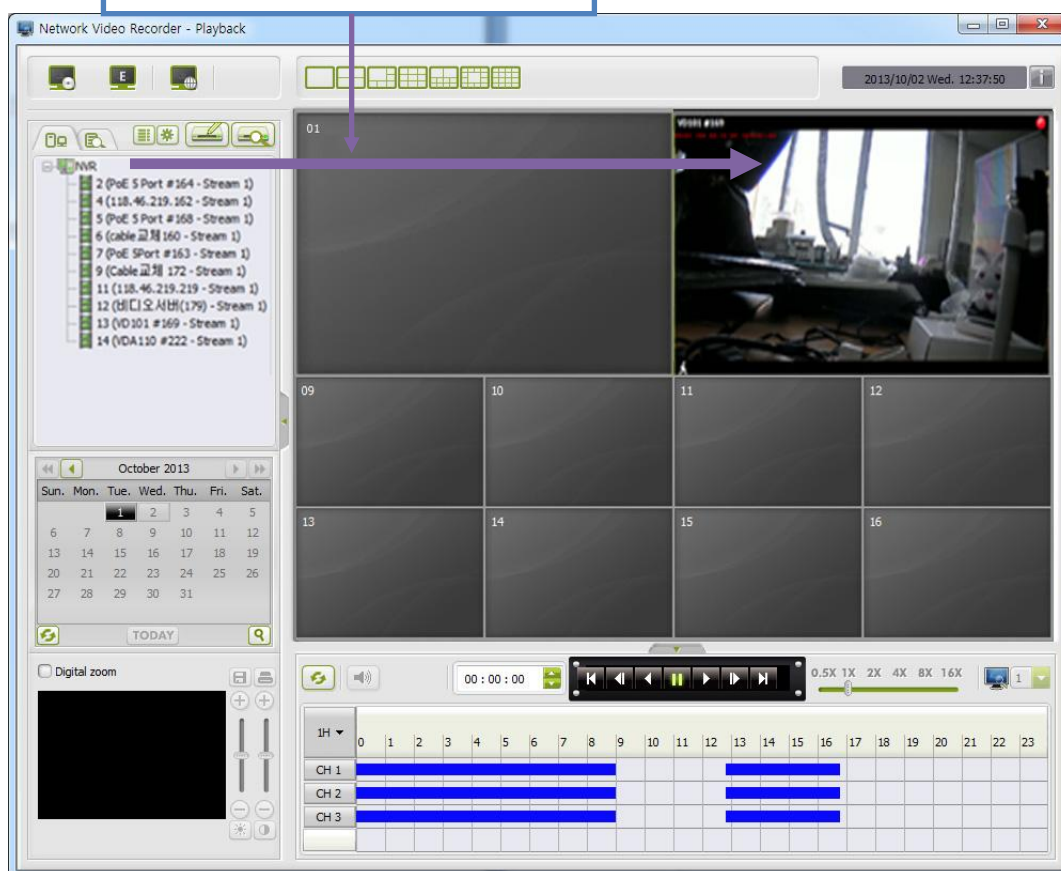 Network Video Recorder - Playback
E
2013/10/02 Wed. 12:37:50
i
NVR
2 (PoE 5 Port #164 - Stream 1)
4 (118.46.219.162 - Stream 1)
5 (PoE 5 Port #168 - Stream 1)
6 (cable교체 160 - Stream 1)
7 (PoE 5Port #163 - Stream 1)
9 (Cable교체 172 - Stream 1)
11 (118.46.219.219 - Stream 1)
12 (비디오서버(179) - Stream 1)
13 (VD101 #169 - Stream 1)
14 (VDA110 #222 - Stream 1)
01
VD101 #169
09
10
11
12
13
14
15
16
October 2013
Sun. Mon. Tue. Wed. Thu. Fri. Sat.
1 2 3 4 5
6 7 8 9 10 11 12
13 14 15 16 17 18 19
20 21 22 23 24 25 26
27 28 29 30 31
TODAY
Digital zoom
00 : 00 : 00
0.5X 1X 2X 4X 8X 16X
1
1H
0 1 2 3 4 5 6 7 8 9 10 11 12 13 14 15 16 17 18 19 20 21 22 23
CH 1
CH 2
CH 3